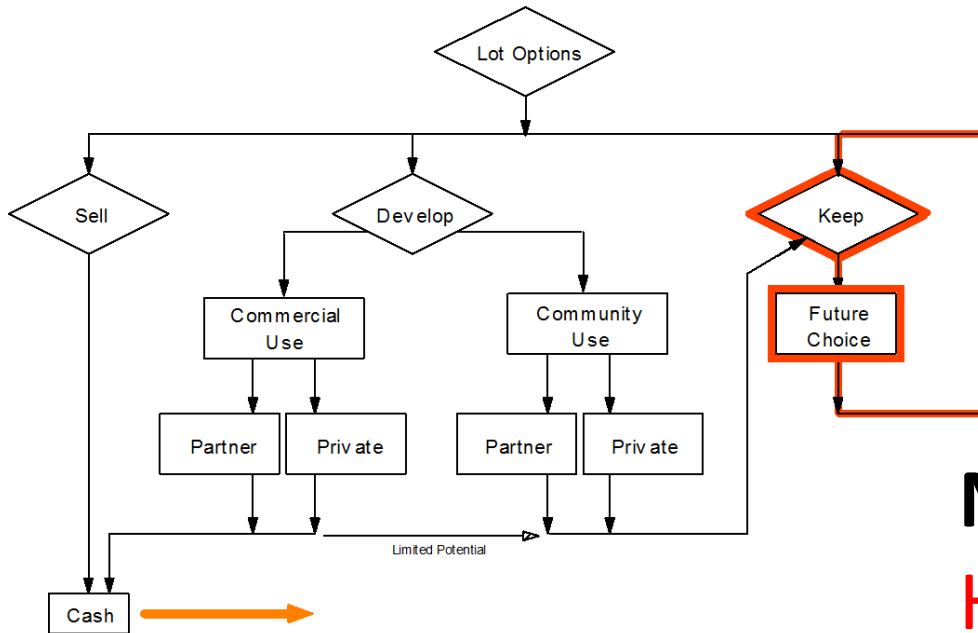 Lot Options
Sell
Develop
Keep
Commercial
Use
Community
Use
Future
Choice
Partner
Private
Partner
Private
Limited Potential
Cash